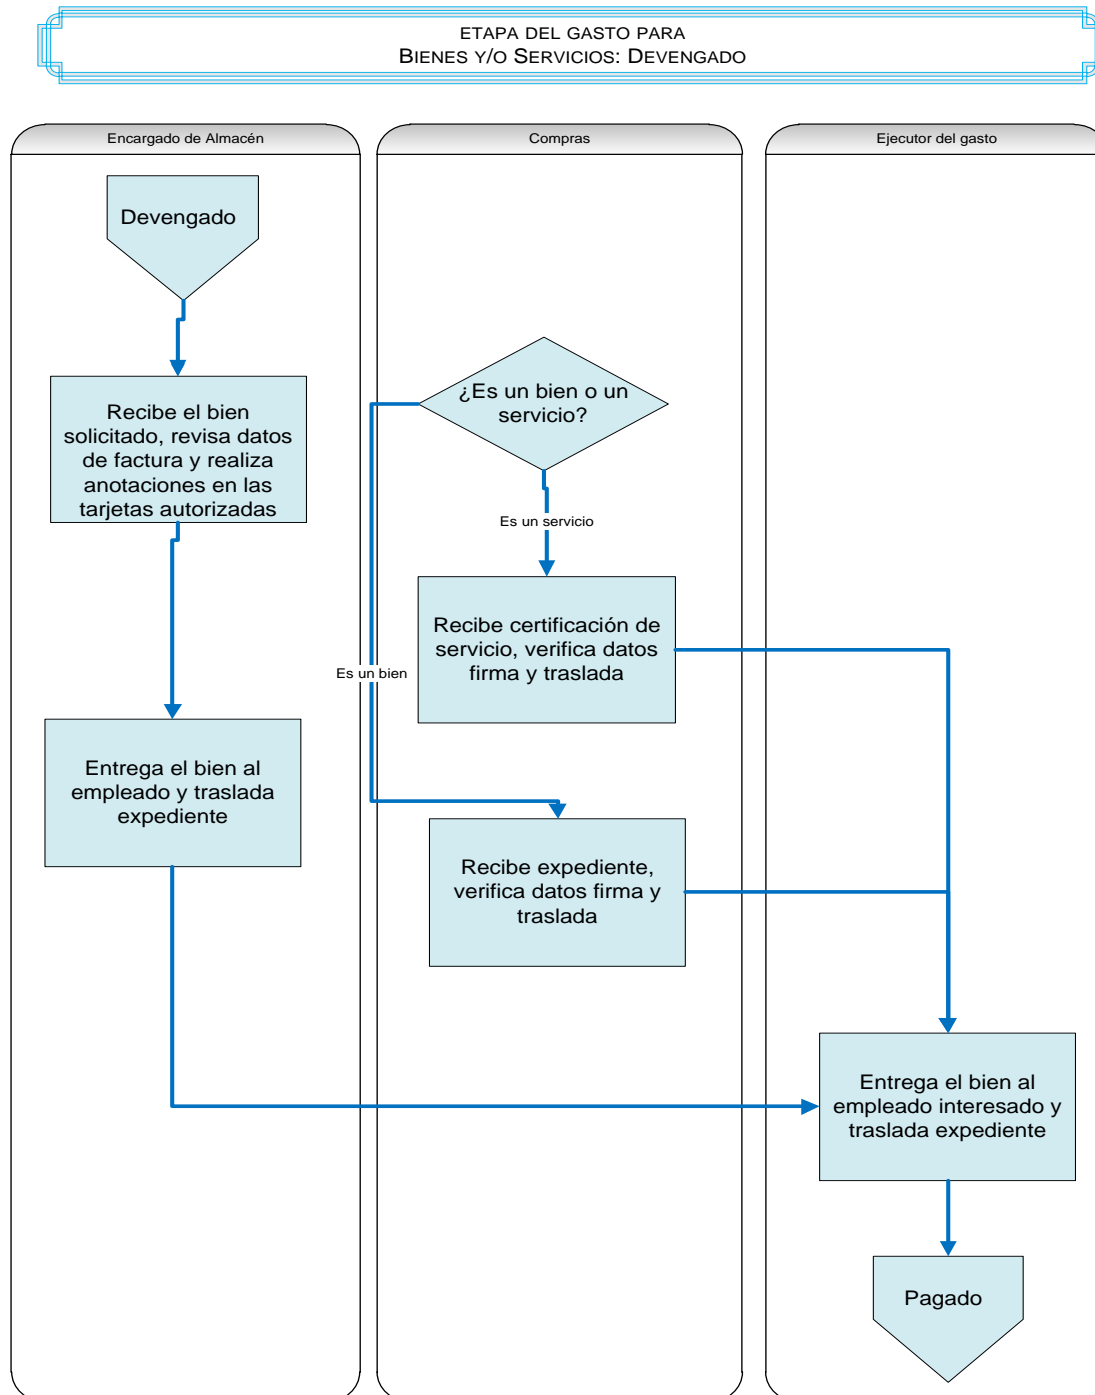 ETAPA DEL GASTO PARA
BIENES Y/O SERVICIOS: DEVENGADO
Encargado de Almacén
Compras
Ejecutor del gasto
Devengado
Recibe el bien
solicitado, revisa datos
de factura y realiza
anotaciones en las
tarjetas autorizadas
¿Es un bien o un
servicio?
Es un servicio
Recibe certificación de
servicio, verifica datos
firma y traslada
Es un bien
Entrega el bien al
empleado y traslada
expediente
Recibe expediente,
verifica datos firma y
traslada
Entrega el bien al
empleado interesado y
traslada expediente
Pagado